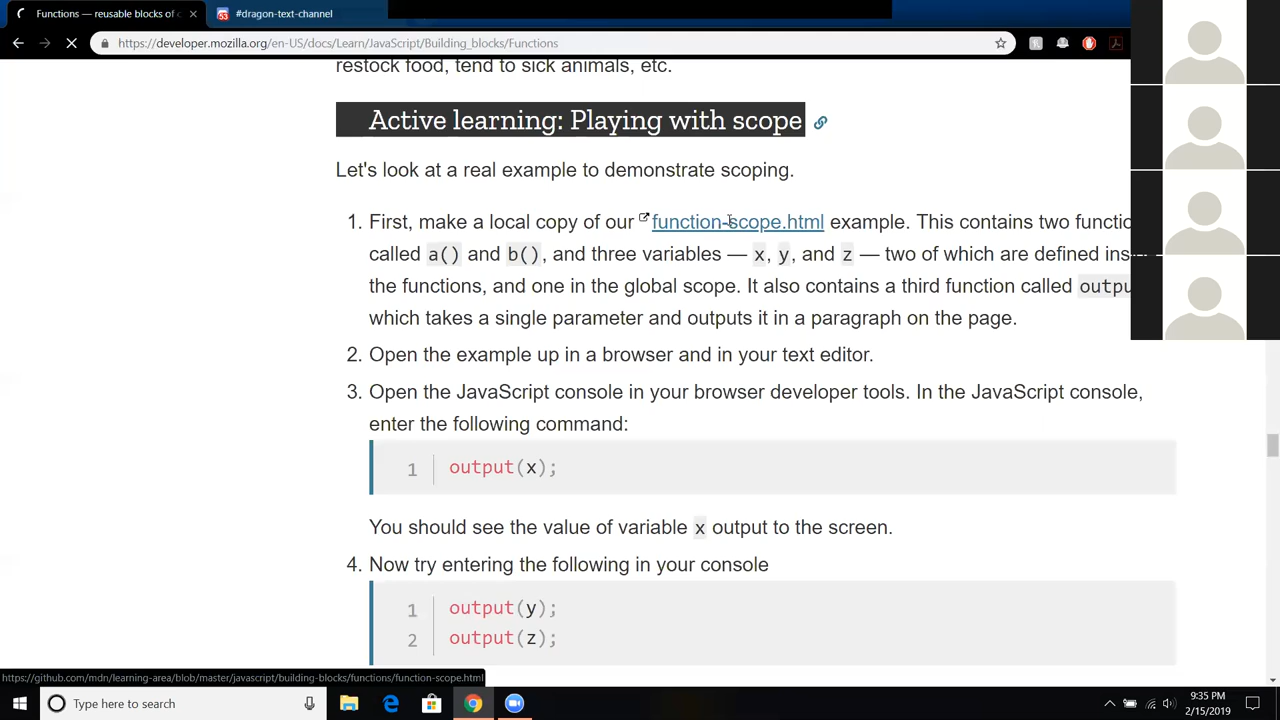 Functions — reusable blocks of c
53 #dragon-text-channel
https://developer.mozilla.org/en-US/docs/Learn/JavaScript/Building_blocks/Functions
restock food, tend to sick animals, etc.
Active learning: Playing with scope
Let's look at a real example to demonstrate scoping.
1. First, make a local copy of our function-scope.html example. This contains two functio
called a() and b(), and three variables — x, y, and z — two of which are defined ins
the functions, and one in the global scope. It also contains a third function called outpu
which takes a single parameter and outputs it in a paragraph on the page.
2. Open the example up in a browser and in your text editor.
3. Open the JavaScript console in your browser developer tools. In the JavaScript console,
enter the following command:
1 output(x);
You should see the value of variable x output to the screen.
4. Now try entering the following in your console
1 output(y);
2 output(z);
https://github.com/mdn/learning-area/blob/master/javascript/building-blocks/functions/function-scope.html
Type here to search
9:35 PM
2/15/2019